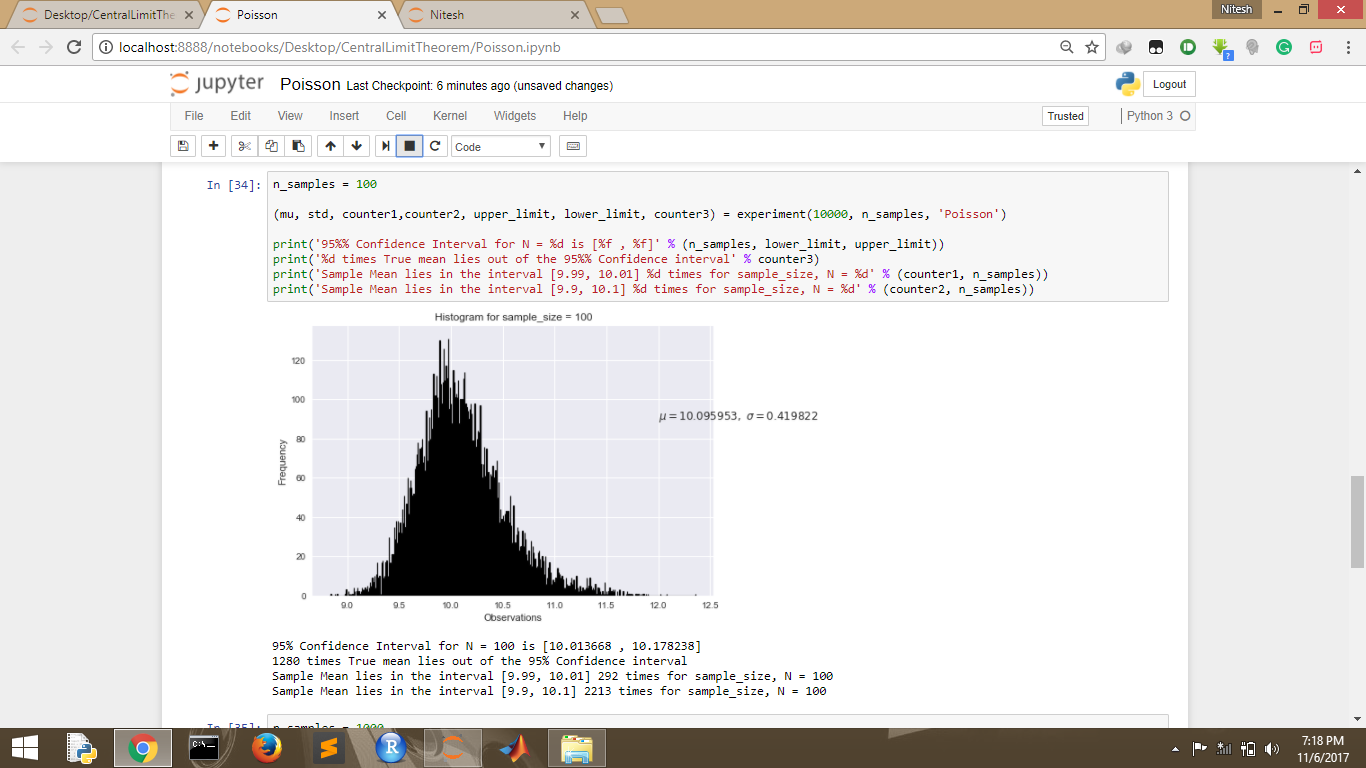 Nitesh
Desktop/CentralLimitThe
Poisson
Nitesh
localhost:8888/notebooks/Desktop/CentralLimitTheorem/Poisson.ipynb
?
jupyter Poisson Last Checkpoint: 6 minutes ago (unsaved changes)
Logout
File Edit View Insert Cell Kernel Widgets Help
Trusted Python 3
Code
In [34]:
n_samples = 100
(mu, std, counter1,counter2, upper_limit, lower_limit, counter3) = experiment(10000, n_samples, 'Poisson')
print('95%% Confidence Interval for N = %d is [%f , %f]' % (n_samples, lower_limit, upper_limit))
print('%d times True mean lies out of the 95%% Confidence interval' % counter3)
print('Sample Mean lies in the interval [9.99, 10.01] %d times for sample_size, N = %d' % (counter1, n_samples))
print('Sample Mean lies in the interval [9.9, 10.1] %d times for sample_size, N = %d' % (counter2, n_samples))
Histogram for sample_size = 100
120
100
80
60
40
20
0
Frequency
μ = 10.095953, σ = 0.419822
9.0 9.5 10.0 10.5 11.0 11.5 12.0 12.5
Observations
95% Confidence Interval for N = 100 is [10.013668 , 10.178238]
1280 times True mean lies out of the 95% Confidence interval
Sample Mean lies in the interval [9.99, 10.01] 292 times for sample_size, N = 100
Sample Mean lies in the interval [9.9, 10.1] 2213 times for sample_size, N = 100
In [35]: n_samples = 1000
C:\_
R
7:18 PM
11/6/2017